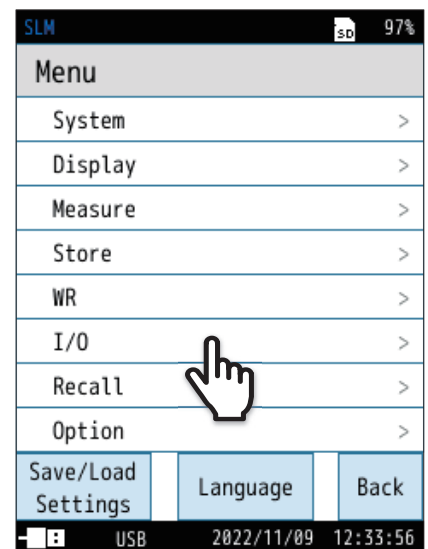 SLM SD 97%
Menu
System >
Display >
Measure >
Store >
WR >
I/O >
Recall >
Option >
Save/Load Settings Language Back
USB 2022/11/09 12:33:56